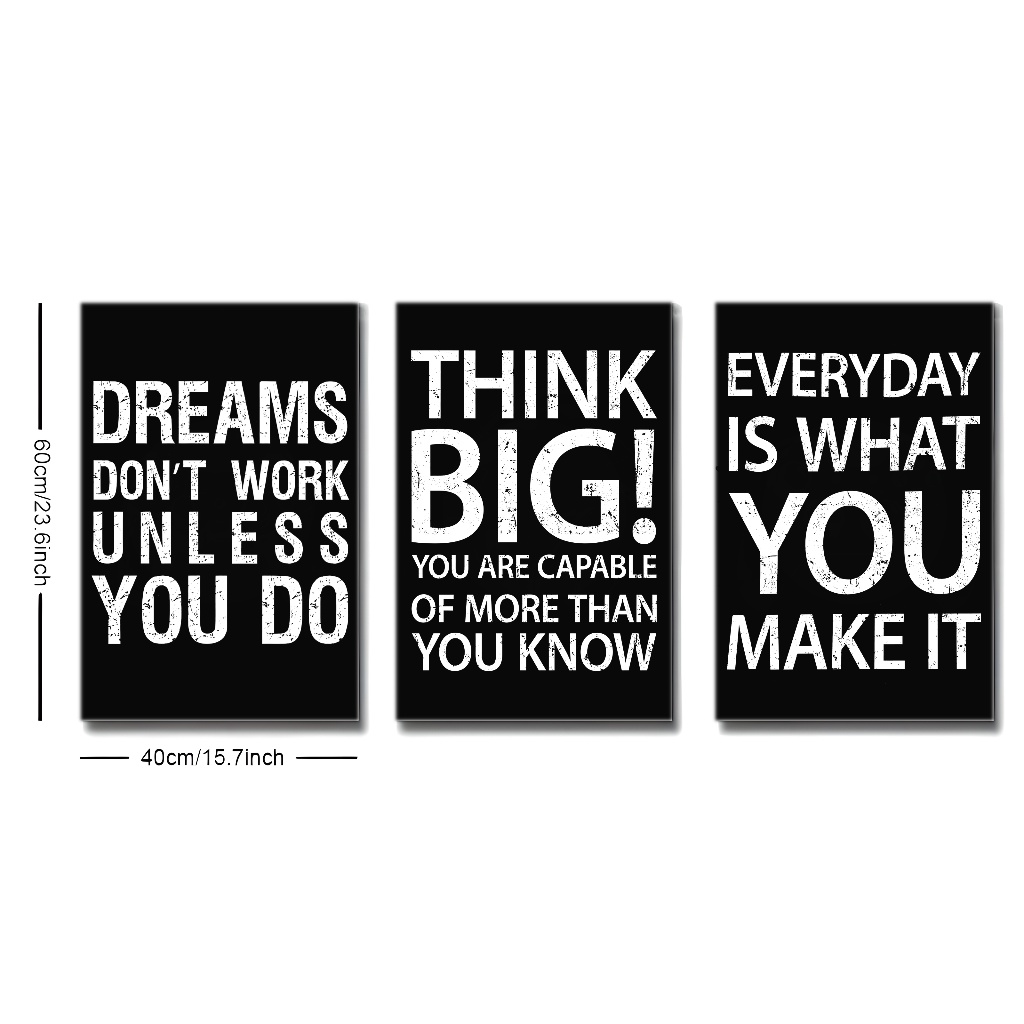 DREAMS
DON'T WORK
UNLESS
YOU DO
THINK
BIG!
YOU ARE CAPABLE
OF MORE THAN
YOU KNOW
EVERYDAY
IS WHAT
YOU
MAKE IT
60cm/23.6inch
40cm/15.7inch